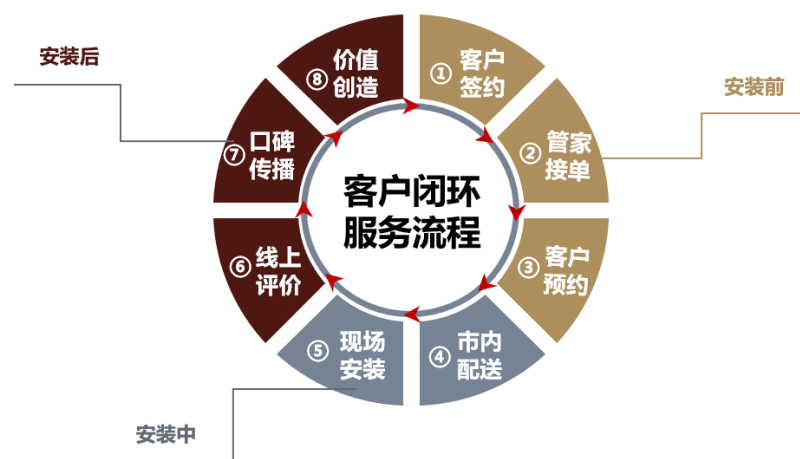 安装后
安装前
客户闭环
服务流程
① 客户
签约
② 管家
接单
③ 客户
预约
④ 市内
配送
⑤ 现场
安装
⑥ 线上
评价
⑦ 口碑
传播
⑧ 价值
创造
安装中